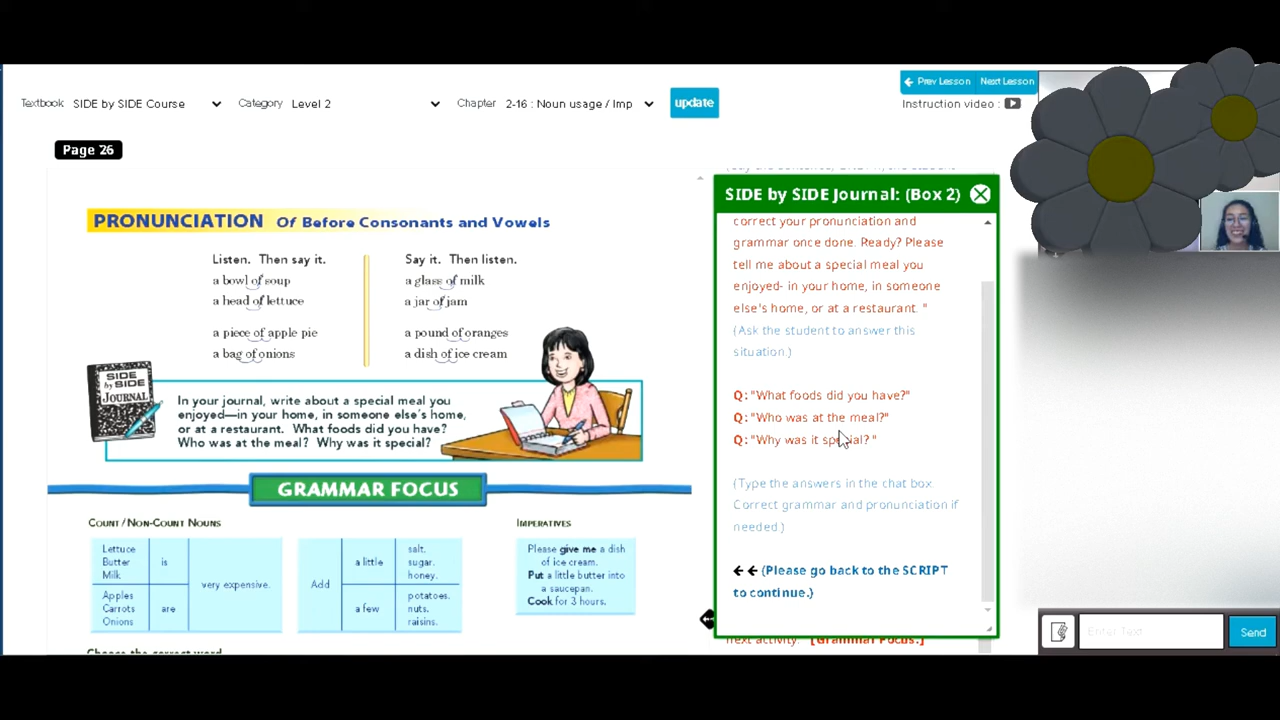 Prev Lesson Next Lesson
Textbook SIDE by SIDE Course Category Level 2 Chapter 2-16 : Noun usage / Imp update Instruction video :
Page 26
PRONUNCIATION Of Before Consonants and Vowels
Listen. Then say it.
a bowl of soup
a head of lettuce
a piece of apple pie
a bag of onions
Say it. Then listen.
a glass of milk
a jar of jam
a pound of oranges
a dish of ice cream
SIDE
by SIDE
JOURNAL
In your journal, write about a special meal you
enjoyed—in your home, in someone else's home,
or at a restaurant. What foods did you have?
Who was at the meal? Why was it special?
GRAMMAR FOCUS
COUNT / NON-COUNT NOUNS
Lettuce
Butter
Milk
is
Apples
Carrots
Onions
are
very expensive.
Add
a little
salt.
sugar.
honey.
a few
potatoes.
nuts.
raisins.
IMPERATIVES
Please give me a dish
of ice cream.
Put a little butter into
a saucepan.
Cook for 3 hours.
Choose the correct word.
SIDE by SIDE Journal: (Box 2)
correct your pronunciation and
grammar once done. Ready? Please
tell me about a special meal you
enjoyed- in your home, in someone
else's home, or at a restaurant. "
(Ask the student to answer this
situation.)
Q: "What foods did you have?"
Q: "Who was at the meal?"
Q: "Why was it special? "
(Type the answers in the chat box.
Correct grammar and pronunciation if
needed.)
(Please go back to the SCRIPT
to continue.)
next activity. [Grammar Focus.]
Enter Text Send